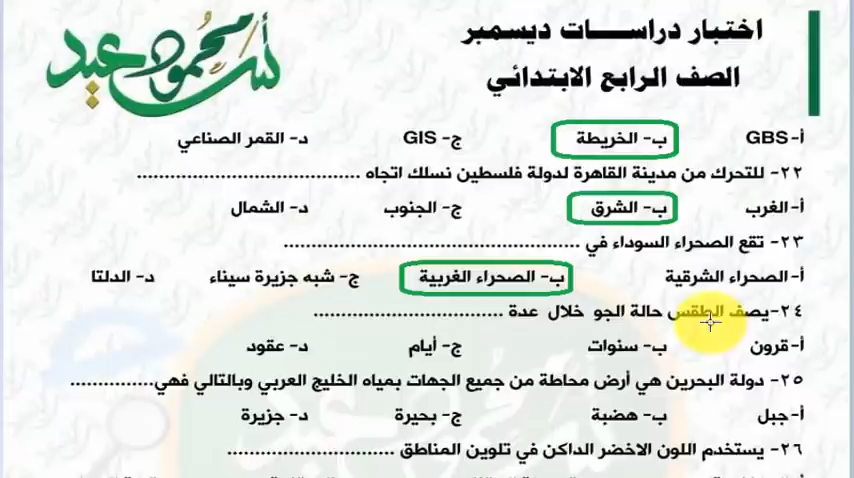 أ.محمود عيد
اختبار دراسات ديسمبر
الصف الرابع الابتدائي
أ-GBS ب- الخريطة ج- GIS د- القمر الصناعي
٢٢- للتحرك من مدينة القاهرة لدولة فلسطين نسلك اتجاه ......................................
أ- الغرب ب- الشرق ج- الجنوب د- الشمال
٢٣- تقع الصحراء السوداء في ..................................................
أ- الصحراء الشرقية ب- الصحراء الغربية ج- شبه جزيرة سيناء د- الدلتا
٢٤-يصف الطقس حالة الجو خلال عدة ................................
أ- قرون ب- سنوات ج- أيام د- عقود
٢٥- دولة البحرين هي أرض محاطة من جميع الجهات بمياه الخليج العربي وبالتالي فهي..............
أ- جبل ب- هضبة ج- بحيرة د- جزيرة
٢٦- يستخدم اللون الاخضر الداكن في تلوين المناطق ............................